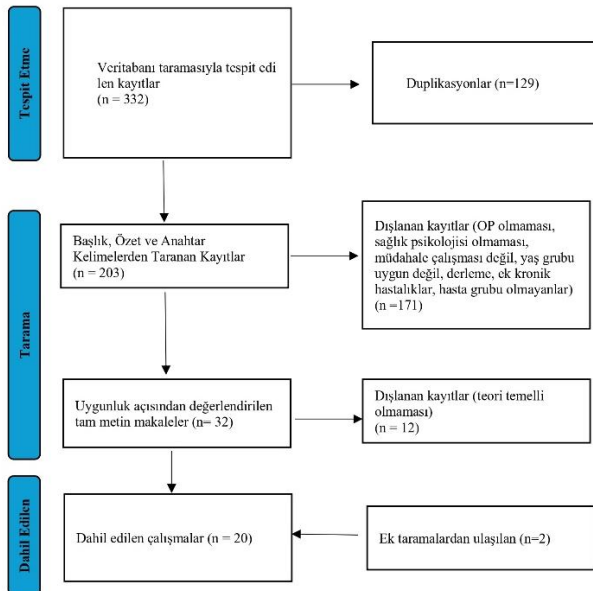 Tespit Etme
Veritabanı taramasıyla tespit edi
len kayıtlar
(n = 332)
Duplikasyonlar (n=129)
Tarama
Başlık, Özet ve Anahtar
Kelimelerden Taranan Kayıtlar
(n = 203)
Dışlanan kayıtlar (OP olmaması,
sağlık psikolojisi olmaması,
müdahale çalışması değil, yaş grubu
uygun değil, derleme, ek kronik
hastalıklar, hasta grubu olmayanlar)
(n =171)
Uygunluk açısından değerlendirilen
tam metin makaleler (n= 32)
Dışlanan kayıtlar (teori temelli
olmaması)
(n = 12)
Dahil Edilen
Dahil edilen çalışmalar (n = 20)
Ek taramalardan ulaşılan (n=2)